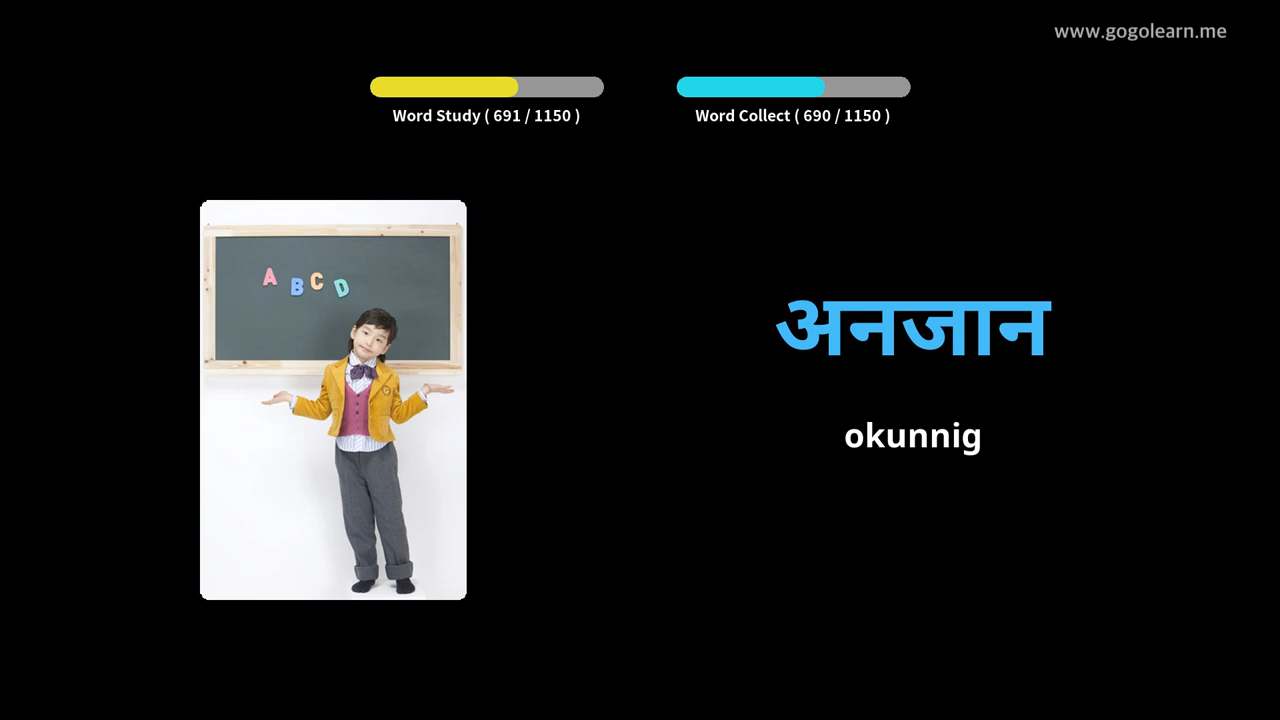 www.gogolearn.me
Word Study ( 691 / 1150 )
Word Collect ( 690 / 1150 )
A B C D
अनजान
okunnig